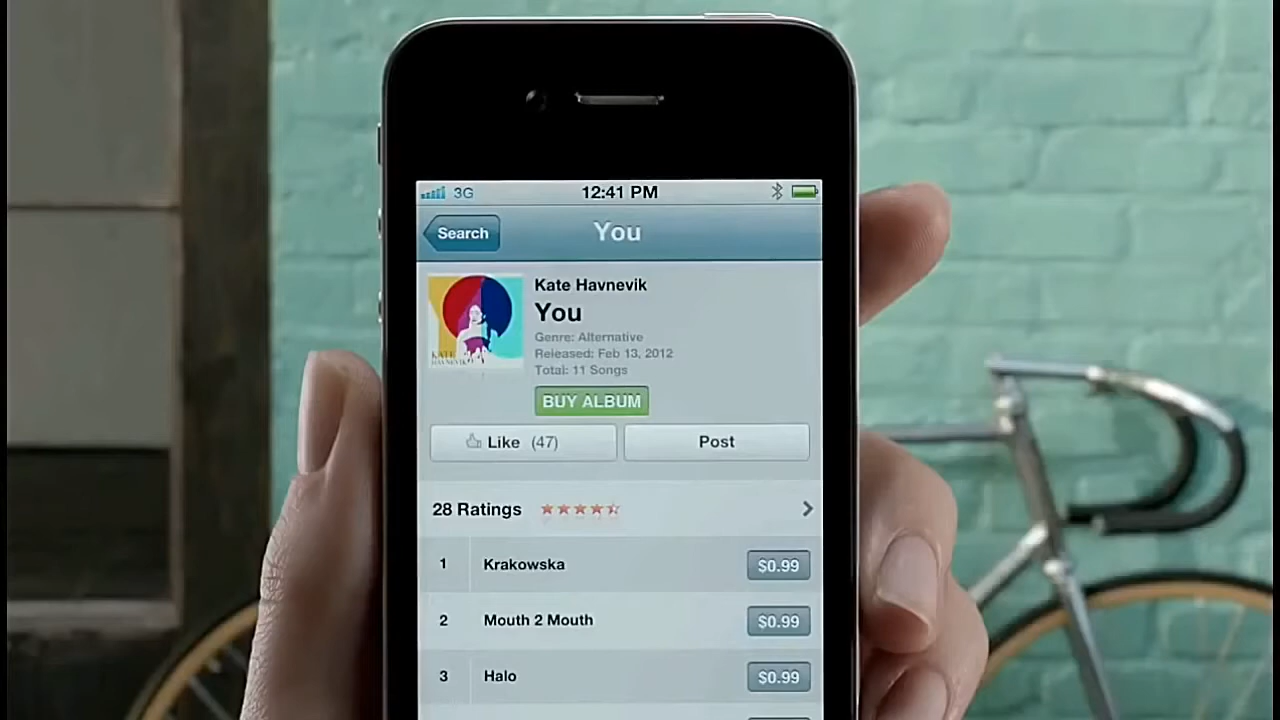 3G 12:41 PM
Search You
Kate Havnevik
You
Genre: Alternative
Released: Feb 13, 2012
Total: 11 Songs
KATE
HAVNEVIK
BUY ALBUM
Like (47) Post
28 Ratings
1 Krakowska $0.99
2 Mouth 2 Mouth $0.99
3 Halo $0.99